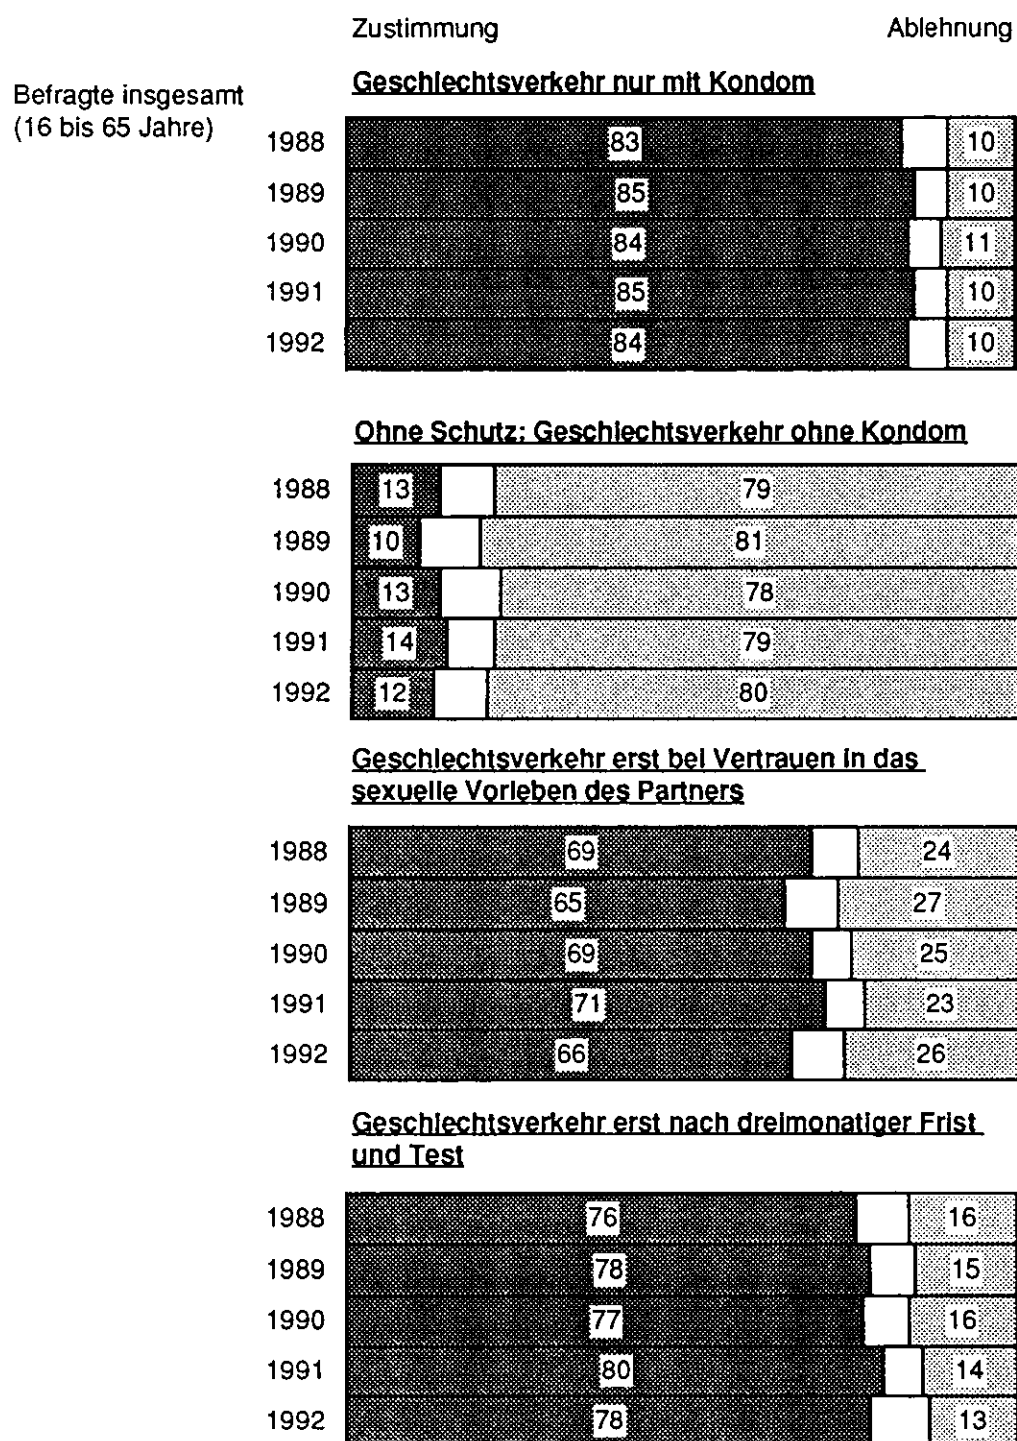 Zustimmung Ablehnung
Befragte insgesamt
(16 bis 65 Jahre)
Geschlechtsverkehr nur mit Kondom
1988 83 10
1989 85 10
1990 84 11
1991 85 10
1992 84 10
Ohne Schutz: Geschlechtsverkehr ohne Kondom
1988 13 79
1989 10 81
1990 13 78
1991 14 79
1992 12 80
Geschlechtsverkehr erst bei Vertrauen in das
sexuelle Vorleben des Partners
1988 69 24
1989 65 27
1990 69 25
1991 71 23
1992 66 26
Geschlechtsverkehr erst nach dreimonatiger Frist
und Test
1988 76 16
1989 78 15
1990 77 16
1991 80 14
1992 78 13